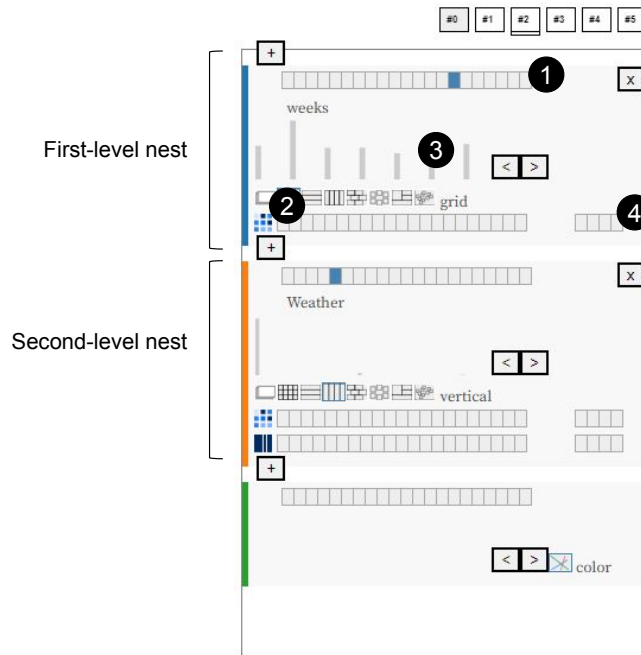 #0 #1 #2 #3 #4 #5
+
1
x
weeks
First-level nest
3
< >
2
grid
4
+
x
Weather
Second-level nest
< >
vertical
+
< >
color